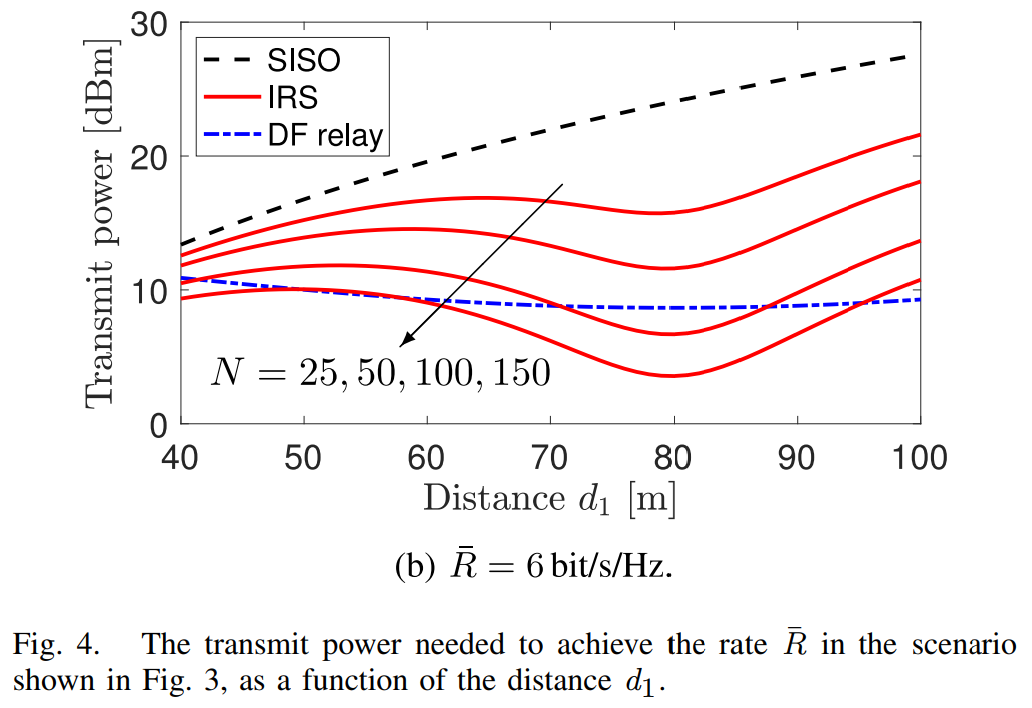 30
20
10
0
Transmit power [dBm]
SISO
IRS
DF relay
N = 25, 50, 100, 150
40 50 60 70 80 90 100
Distance d₁ [m]
(b) R̄ = 6 bit/s/Hz.
Fig. 4. The transmit power needed to achieve the rate R̄ in the scenario
shown in Fig. 3, as a function of the distance d₁.